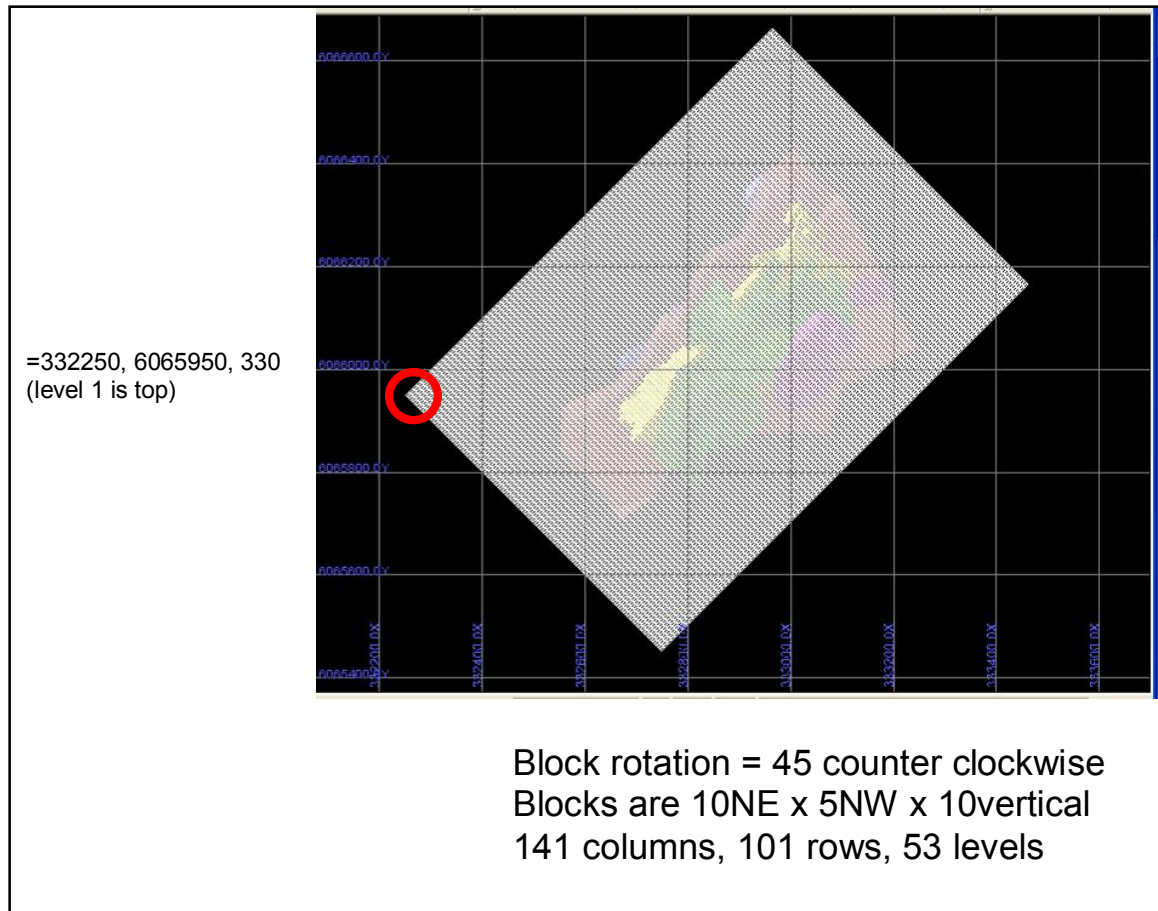 6066600.0Y
6066400.0Y
6066200.0Y
=332250, 6065950, 330
(level 1 is top)
6066000.0Y
6065800.0Y
6065600.0Y
6065400.0Y
332200.0X
332400.0X
332600.0X
332800.0X
333000.0X
333200.0X
333400.0X
333600.0X
Block rotation = 45 counter clockwise
Blocks are 10NE x 5NW x 10vertical
141 columns, 101 rows, 53 levels